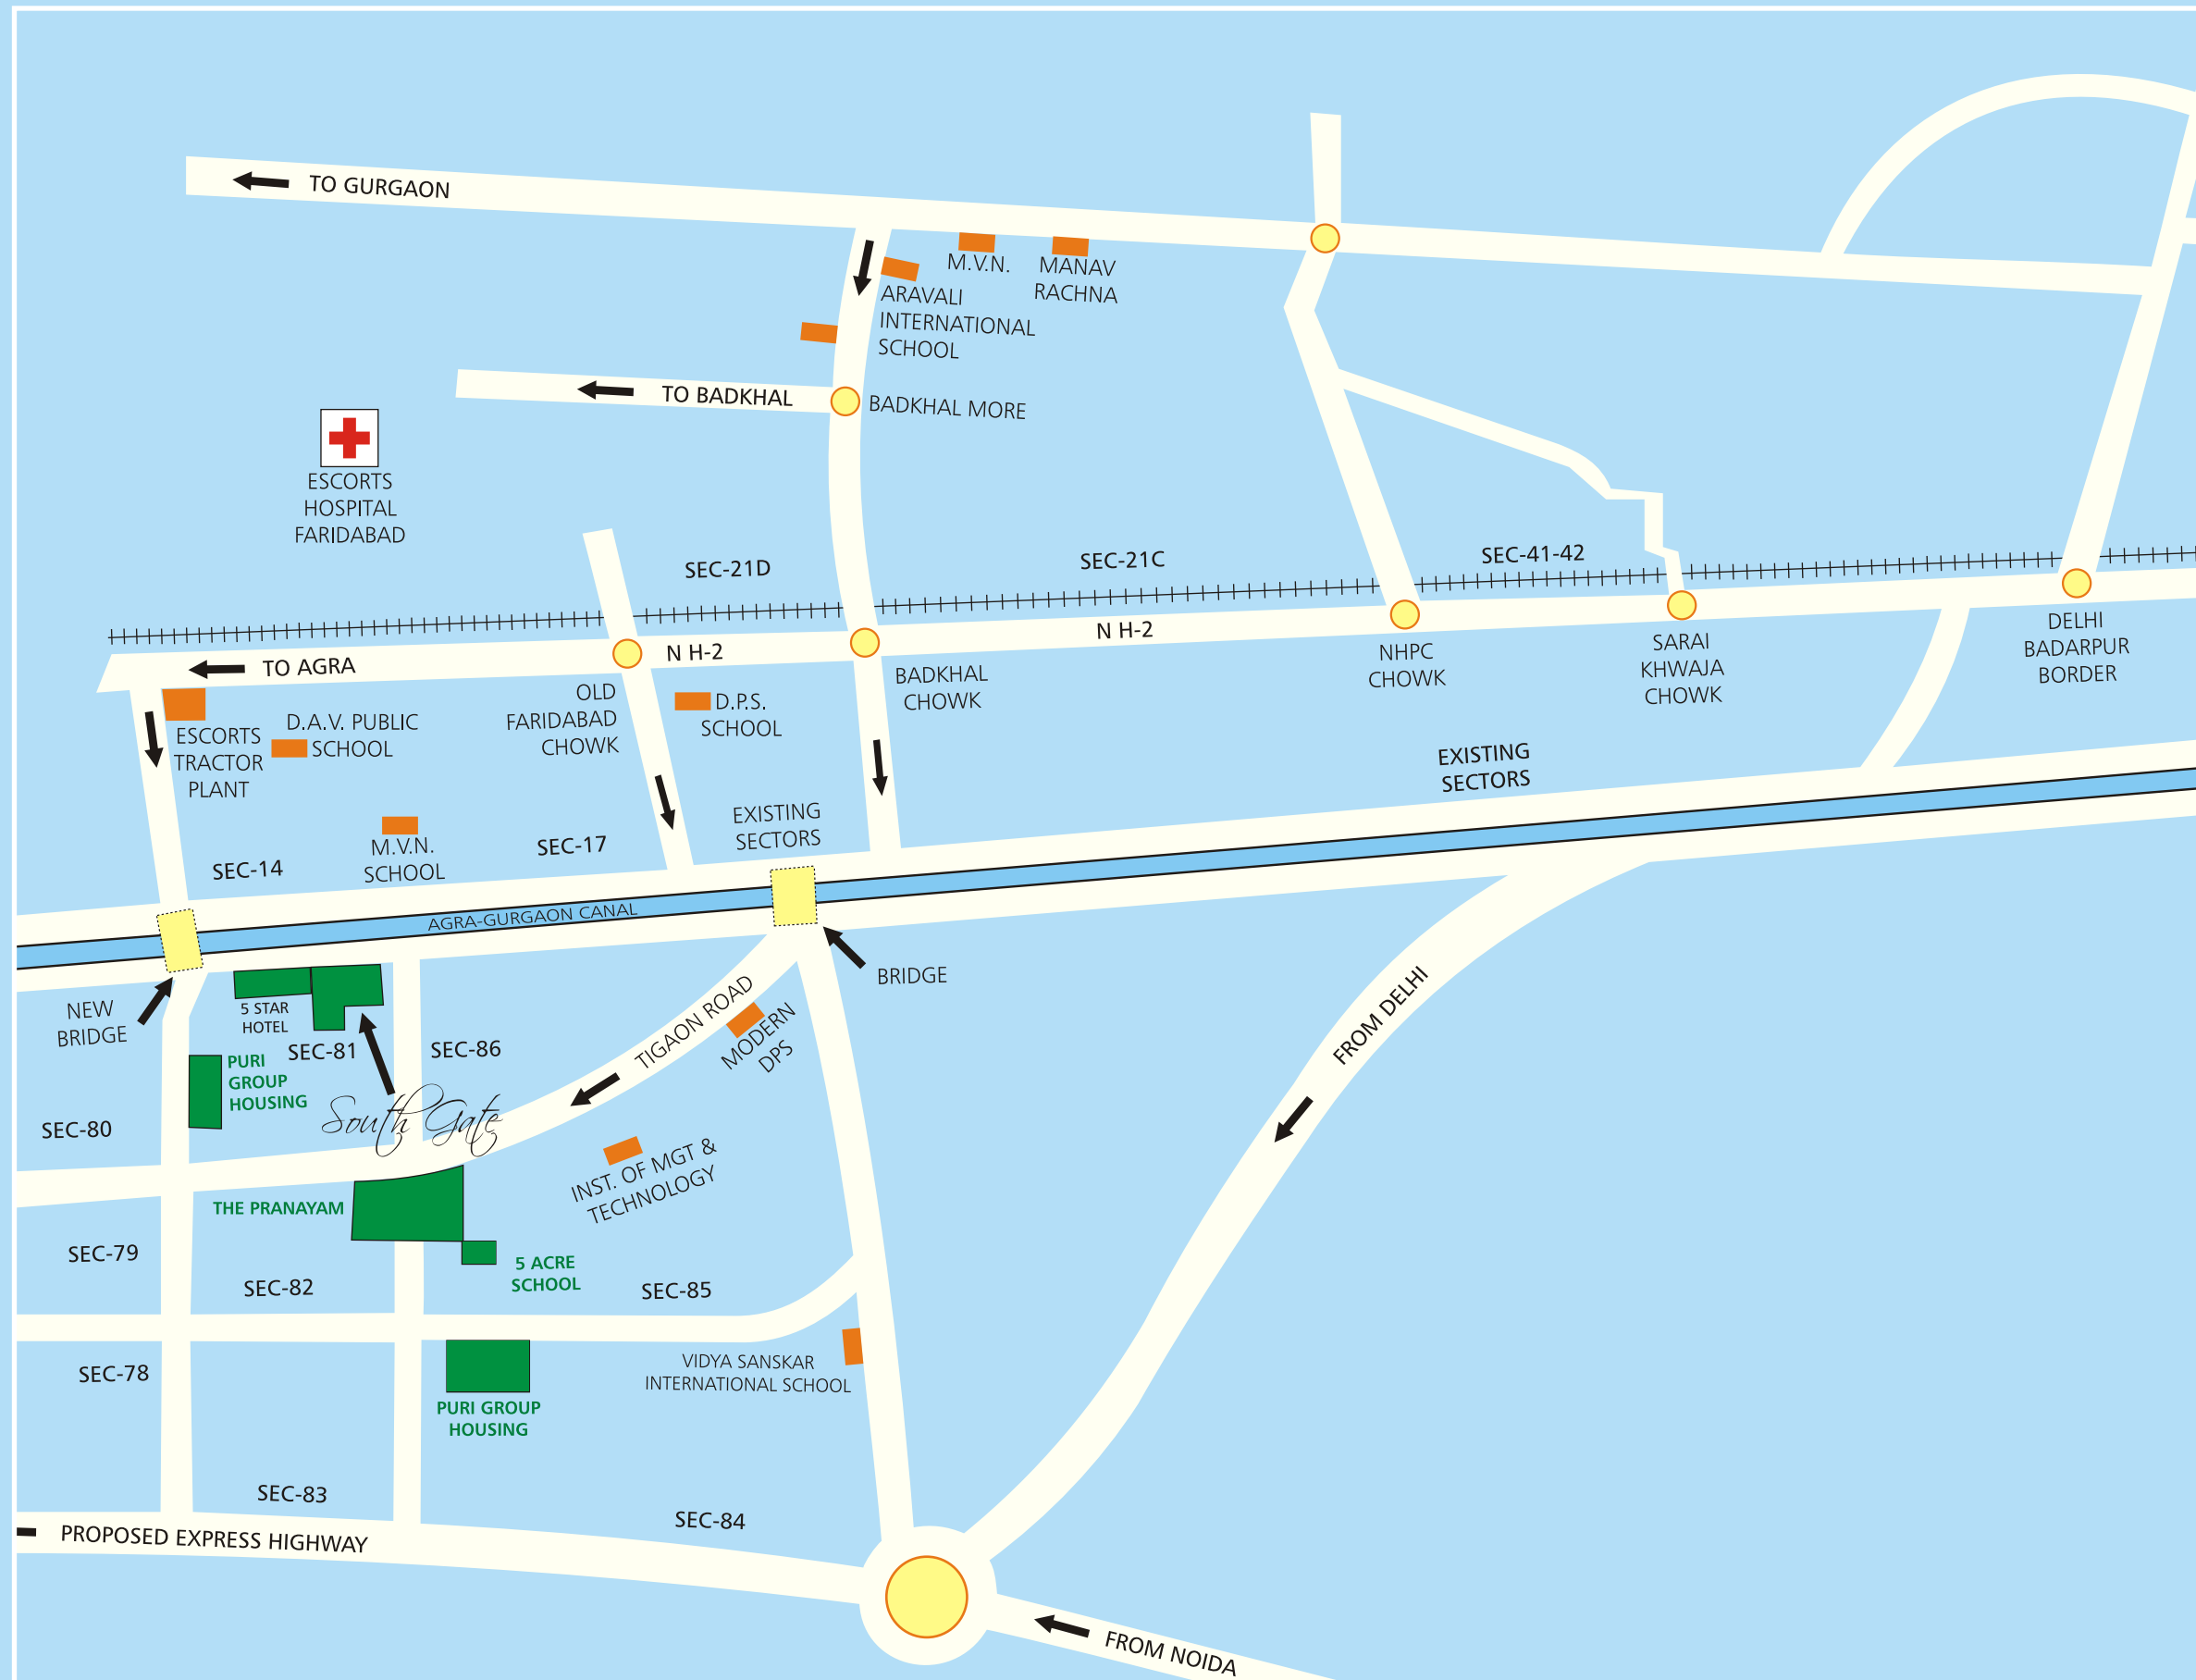 TO GURGAON
M.V.N.
MANAV
RACHNA
ARAVALI
INTERNATIONAL
SCHOOL
TO BADKHAL
BADKHAL MORE
ESCORTS
HOSPITAL
FARIDABAD
SEC-21D
SEC-21C
SEC-41-42
TO AGRA
N H-2
N H-2
OLD
FARIDABAD
CHOWK
D.P.S.
SCHOOL
BADKHAL
CHOWK
NHPC
CHOWK
SARAI
KHWAJA
CHOWK
DELHI
BADARPUR
BORDER
ESCORTS
TRACTOR
PLANT
D.A.V. PUBLIC
SCHOOL
M.V.N.
SCHOOL
SEC-14
SEC-17
EXISTING
SECTORS
EXISTING
SECTORS
AGRA-GURGAON CANAL
NEW
BRIDGE
5 STAR
HOTEL
SEC-81
SEC-86
BRIDGE
TIGAON ROAD
MODERN
DPS
FROM DELHI
PURI
GROUP
HOUSING
South Gate
SEC-80
INST. OF MGT &
TECHNOLOGY
THE PRANAYAM
SEC-79
5 ACRE
SCHOOL
SEC-82
SEC-85
SEC-78
VIDYA SANSKAR
INTERNATIONAL SCHOOL
PURI GROUP
HOUSING
SEC-83
SEC-84
PROPOSED EXPRESS HIGHWAY
FROM NOIDA